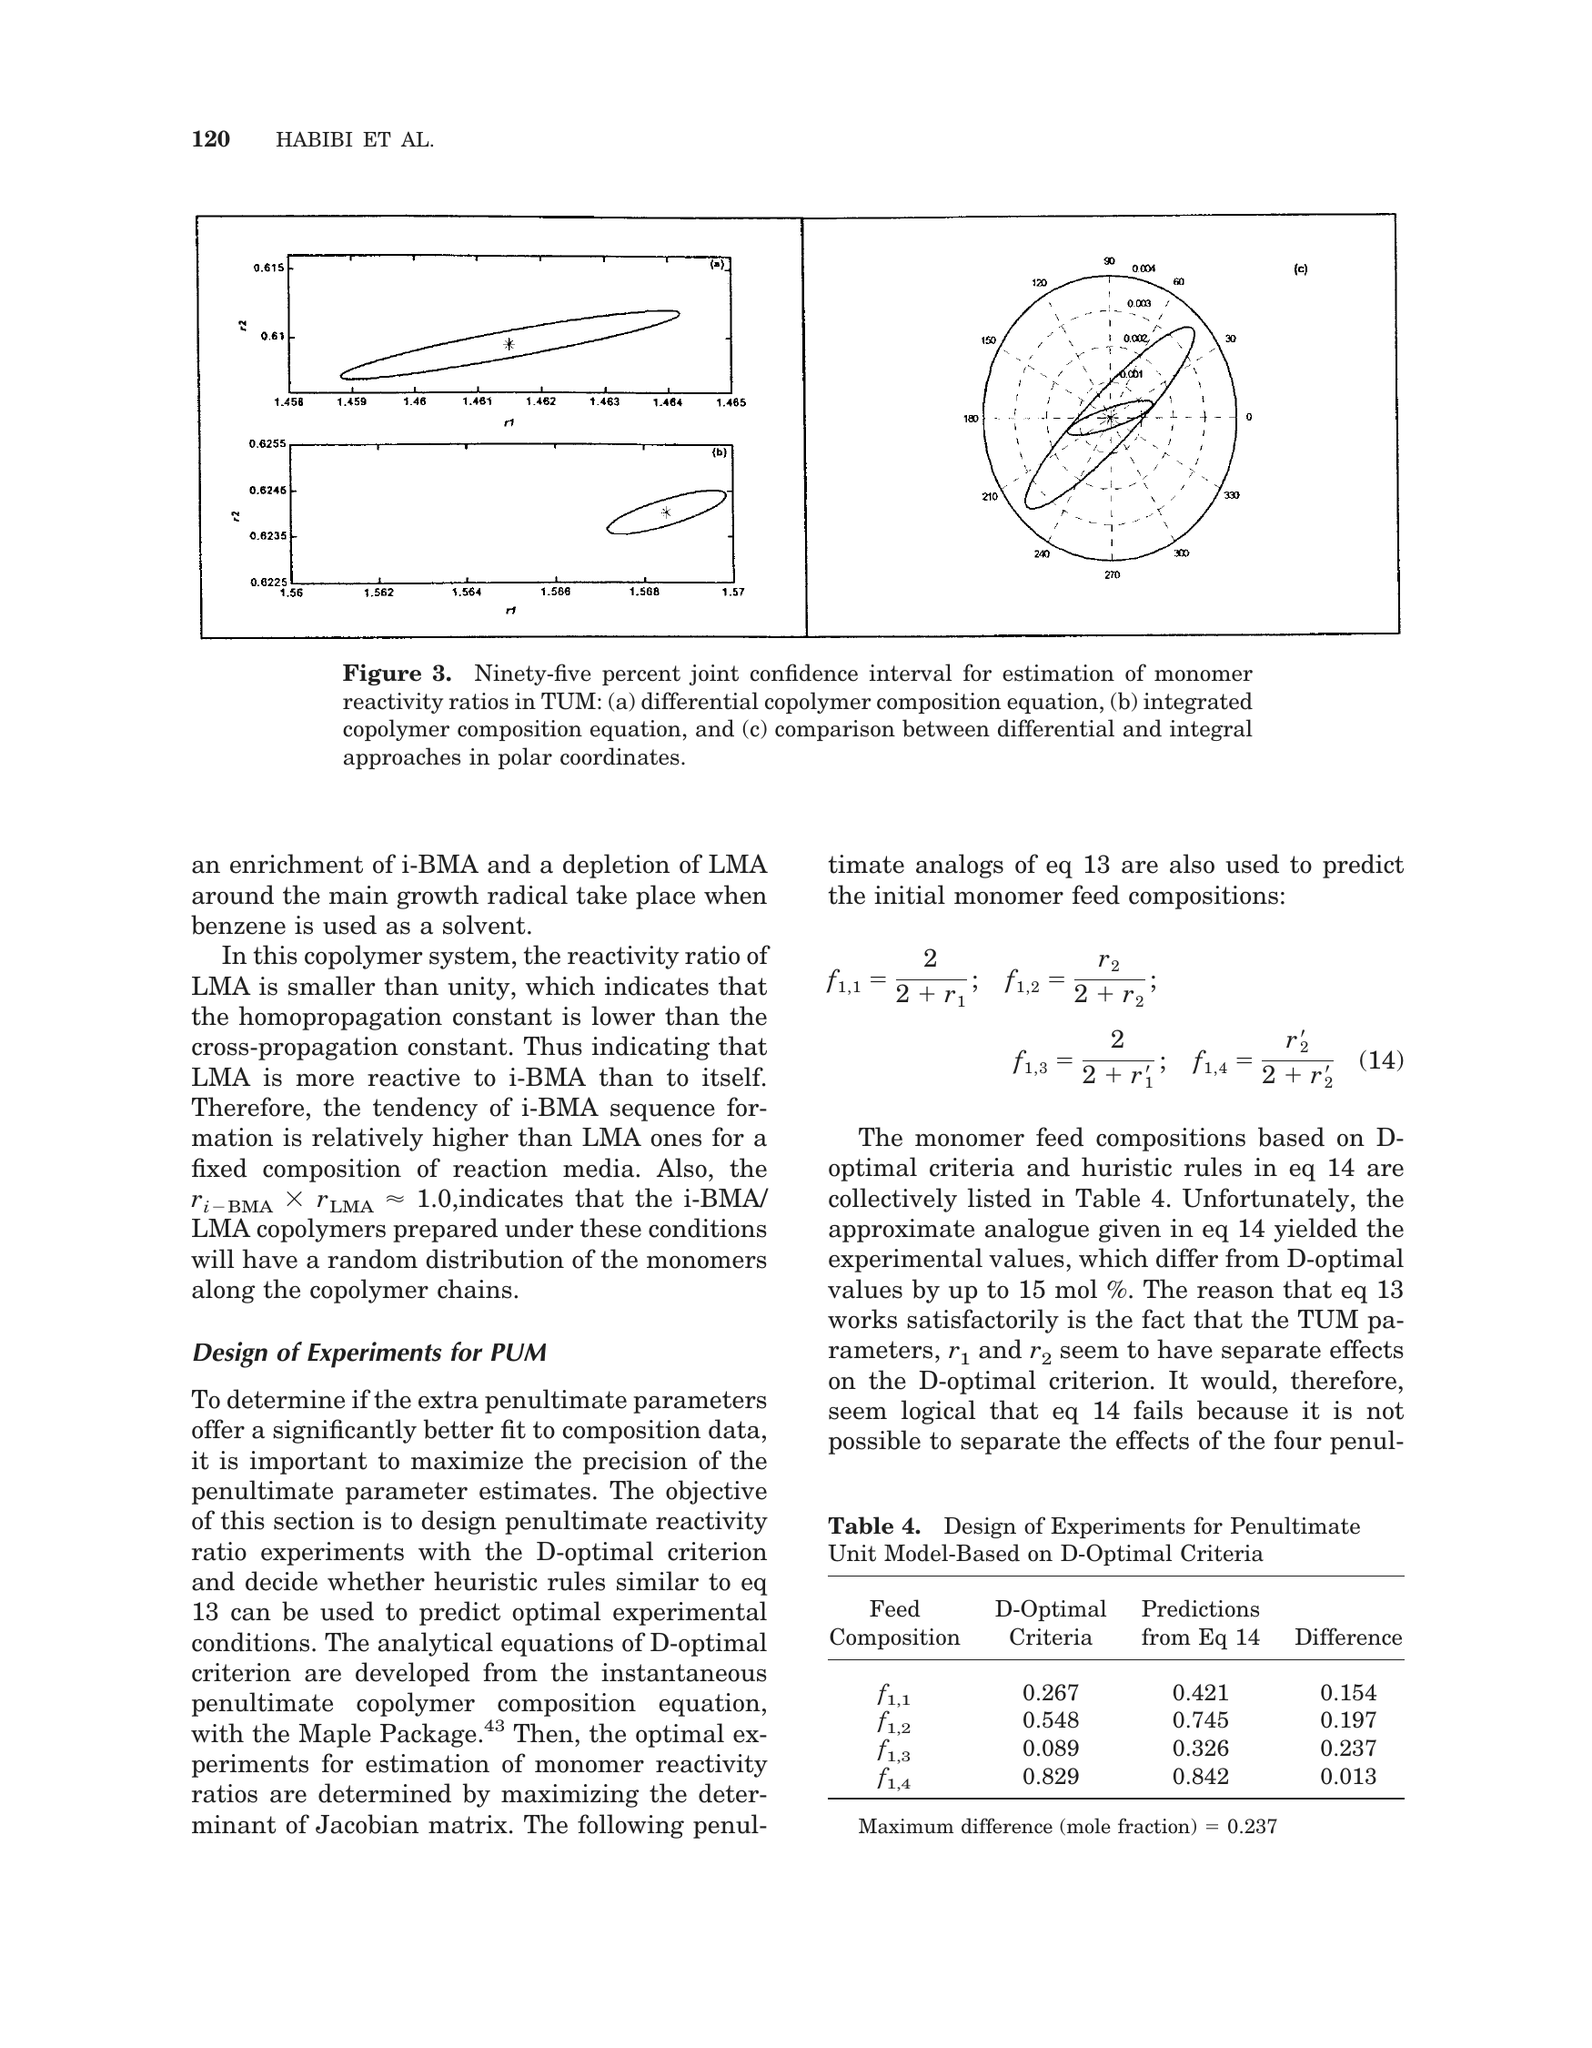 120 HABIBI ET AL.
(a)
0.615
0.61
r2
1.458 1.459 1.46 1.461 1.462 1.463 1.464 1.465
r1
(b)
0.6255
0.6245
0.6235
0.6225
r2
1.56 1.562 1.564 1.566 1.568 1.57
r1
(c)
90
0.004
120 60
0.003
150 0.002 30
0.001
180 0
210 330
240 300
270
Figure 3. Ninety-five percent joint confidence interval for estimation of monomer
reactivity ratios in TUM: (a) differential copolymer composition equation, (b) integrated
copolymer composition equation, and (c) comparison between differential and integral
approaches in polar coordinates.
an enrichment of i-BMA and a depletion of LMA
around the main growth radical take place when
benzene is used as a solvent.
In this copolymer system, the reactivity ratio of
LMA is smaller than unity, which indicates that
the homopropagation constant is lower than the
cross-propagation constant. Thus indicating that
LMA is more reactive to i-BMA than to itself.
Therefore, the tendency of i-BMA sequence for-
mation is relatively higher than LMA ones for a
fixed composition of reaction media. Also, the
r_{i−BMA} × r_{LMA} ≈ 1.0,indicates that the i-BMA/
LMA copolymers prepared under these conditions
will have a random distribution of the monomers
along the copolymer chains.
Design of Experiments for PUM
To determine if the extra penultimate parameters
offer a significantly better fit to composition data,
it is important to maximize the precision of the
penultimate parameter estimates. The objective
of this section is to design penultimate reactivity
ratio experiments with the D-optimal criterion
and decide whether heuristic rules similar to eq
13 can be used to predict optimal experimental
conditions. The analytical equations of D-optimal
criterion are developed from the instantaneous
penultimate copolymer composition equation,
with the Maple Package.43 Then, the optimal ex-
periments for estimation of monomer reactivity
ratios are determined by maximizing the deter-
minant of Jacobian matrix. The following penul-
timate analogs of eq 13 are also used to predict
the initial monomer feed compositions:
f_{1,1} = 2 / (2 + r_1); f_{1,2} = r_2 / (2 + r_2);
f_{1,3} = 2 / (2 + r′_1); f_{1,4} = r′_2 / (2 + r′_2) (14)
The monomer feed compositions based on D-
optimal criteria and huristic rules in eq 14 are
collectively listed in Table 4. Unfortunately, the
approximate analogue given in eq 14 yielded the
experimental values, which differ from D-optimal
values by up to 15 mol %. The reason that eq 13
works satisfactorily is the fact that the TUM pa-
rameters, r_1 and r_2 seem to have separate effects
on the D-optimal criterion. It would, therefore,
seem logical that eq 14 fails because it is not
possible to separate the effects of the four penul-
Table 4. Design of Experiments for Penultimate
Unit Model-Based on D-Optimal Criteria
Feed D-Optimal Predictions
Composition Criteria from Eq 14 Difference
f_{1,1} 0.267 0.421 0.154
f_{1,2} 0.548 0.745 0.197
f_{1,3} 0.089 0.326 0.237
f_{1,4} 0.829 0.842 0.013
Maximum difference (mole fraction) = 0.237